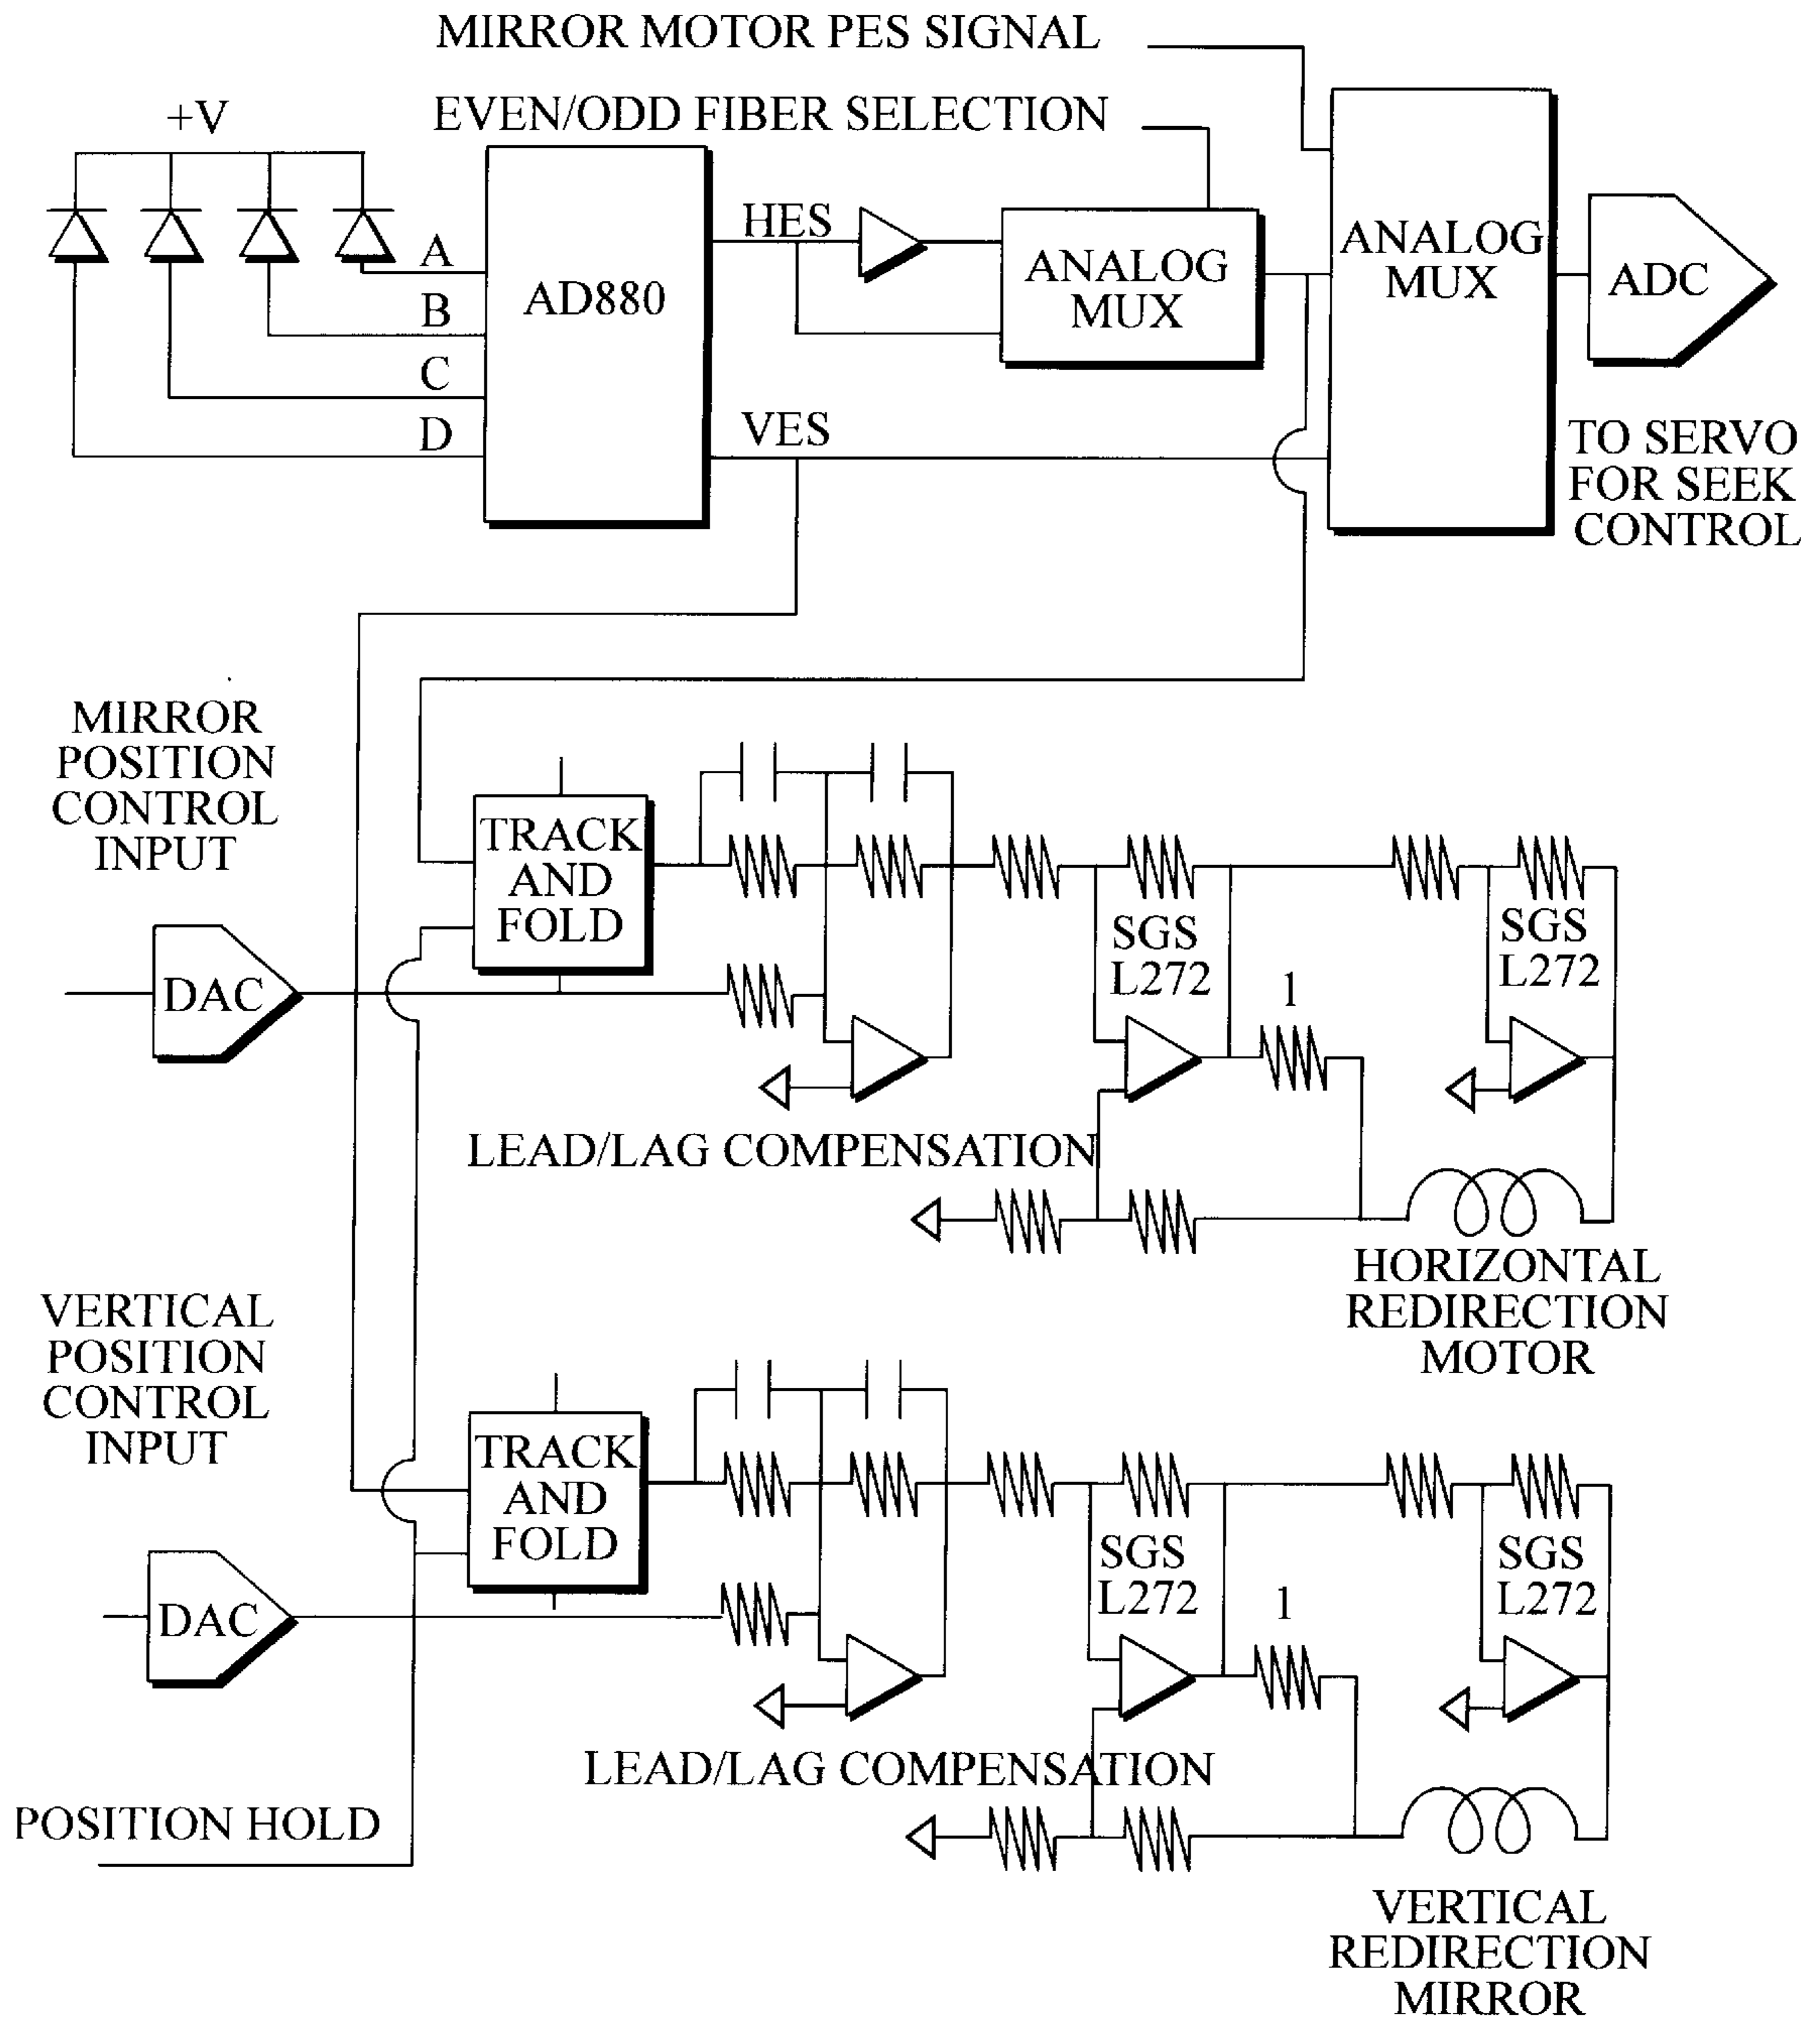 MIRROR MOTOR PES SIGNAL
EVEN/ODD FIBER SELECTION
+V
A
B
C
D
AD880
HES
VES
ANALOG
MUX
ANALOG
MUX
ADC
TO SERVO
FOR SEEK
CONTROL
MIRROR
POSITION
CONTROL
INPUT
DAC
TRACK
AND
FOLD
SGS
L272
1
SGS
L272
LEAD/LAG COMPENSATION
HORIZONTAL
REDIRECTION
MOTOR
VERTICAL
POSITION
CONTROL
INPUT
DAC
TRACK
AND
FOLD
SGS
L272
1
SGS
L272
LEAD/LAG COMPENSATION
POSITION HOLD
VERTICAL
REDIRECTION
MIRROR